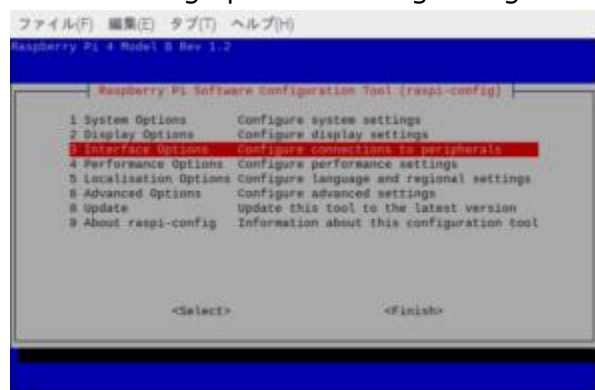 ファイル(F) 編集(E) タブ(T) ヘルプ(H)
Raspberry Pi 4 Model B Rev 1.2
Raspberry Pi Software Configuration Tool (raspi-config)
1 System Options Configure system settings
2 Display Options Configure display settings
3 Interface Options Configure connections to peripherals
4 Performance Options Configure performance settings
5 Localisation Options Configure language and regional settings
6 Advanced Options Configure advanced settings
8 Update Update this tool to the latest version
9 About raspi-config Information about this configuration tool
<Select> <Finish>